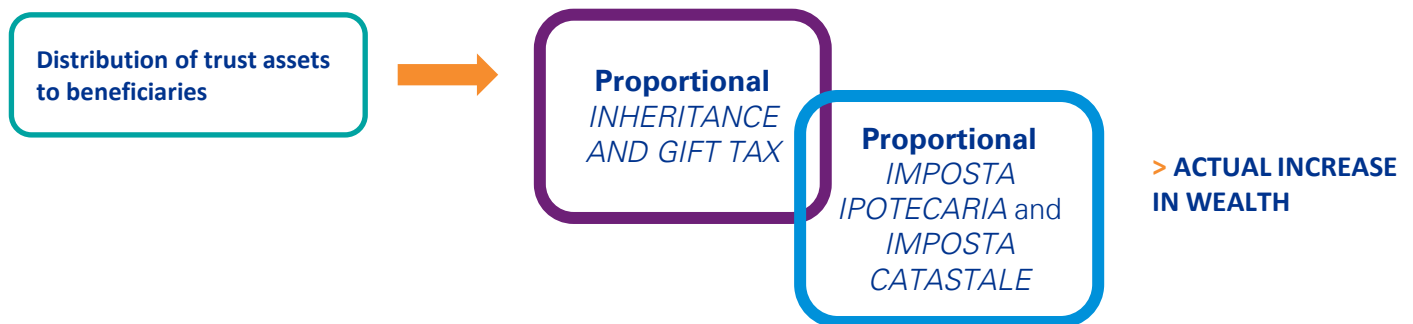 Distribution of trust assets
to beneficiaries
Proportional
INHERITANCE
AND GIFT TAX
Proportional
IMPOSTA
IPOTECARIA and
IMPOSTA
CATASTALE
> ACTUAL INCREASE
IN WEALTH